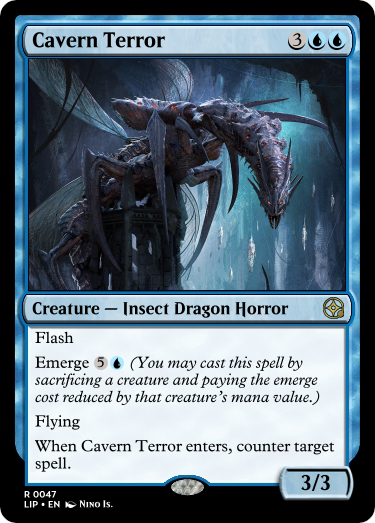 Cavern Terror 3
Creature — Insect Dragon Horror
Flash
Emerge 5 (You may cast this spell by
sacrificing a creature and paying the emerge
cost reduced by that creature's mana value.)
Flying
When Cavern Terror enters, counter target
spell.
3/3
R 0047
LIP • EN Nino Is.